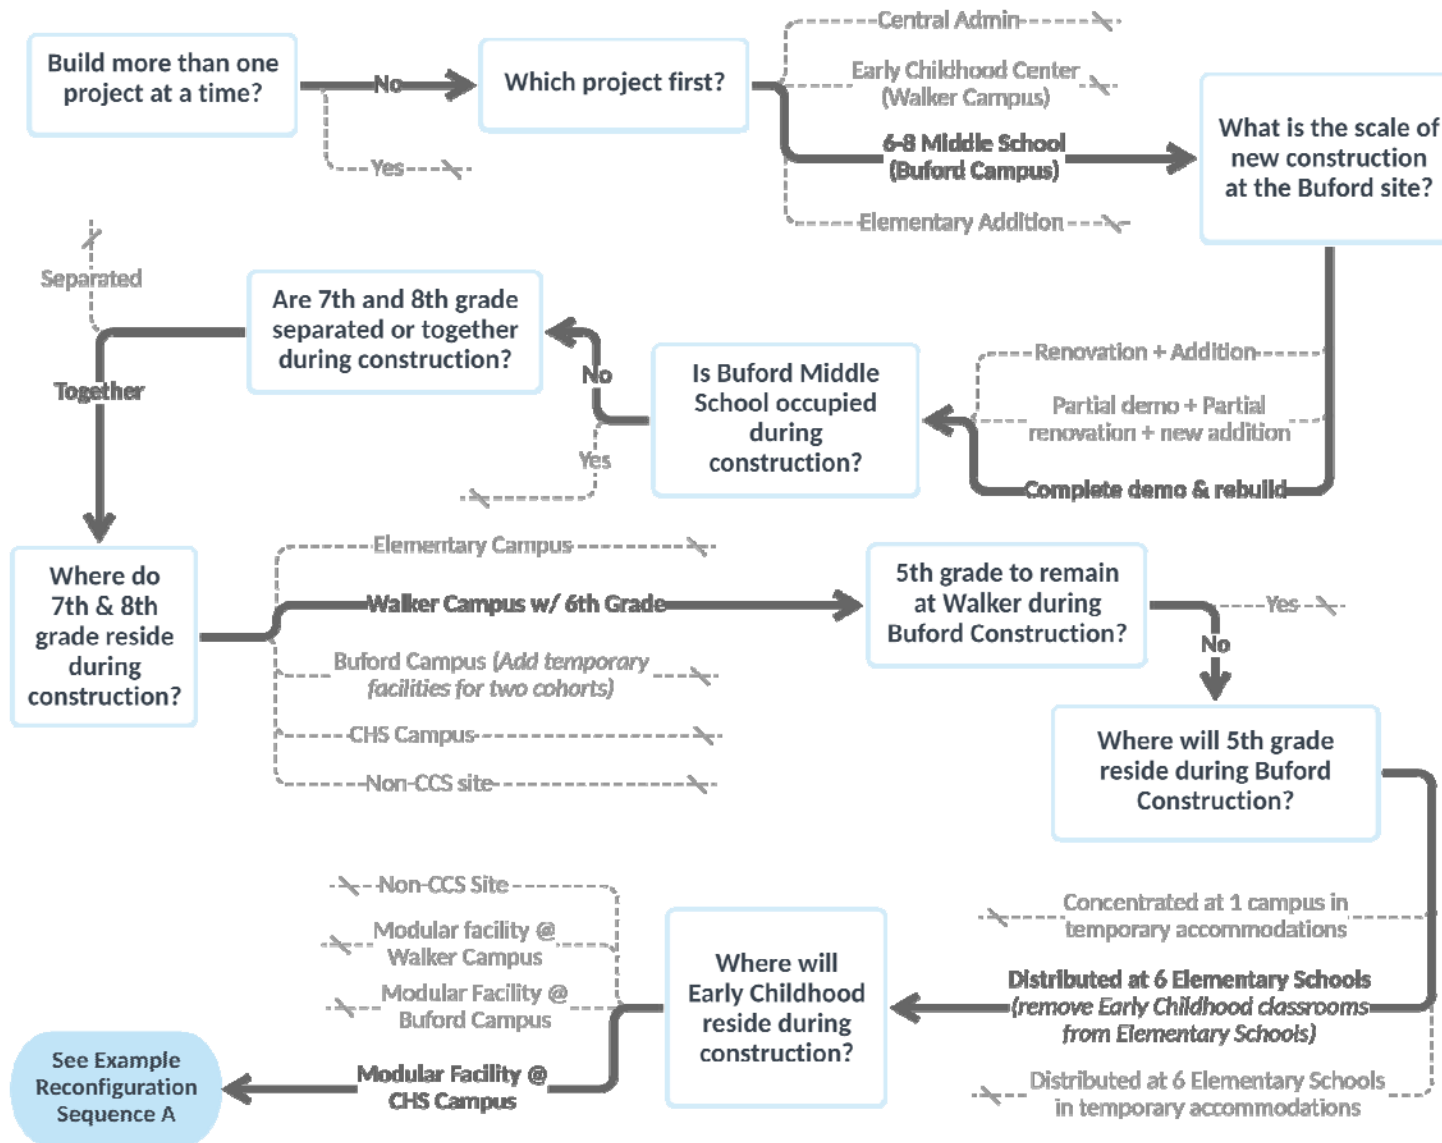 Build more than one
project at a time?
No
Yes
Which project first?
Central Admin
Early Childhood Center
(Walker Campus)
6-8 Middle School
(Buford Campus)
Elementary Addition
What is the scale of
new construction
at the Buford site?
Renovation + Addition
Partial demo + Partial
renovation + new addition
Complete demo & rebuild
Is Buford Middle
School occupied
during
construction?
No
Yes
Are 7th and 8th grade
separated or together
during construction?
Separated
Together
Where do
7th & 8th
grade reside
during
construction?
Elementary Campus
Walker Campus w/ 6th Grade
Buford Campus (Add temporary
facilities for two cohorts)
CHS Campus
Non-CCS site
5th grade to remain
at Walker during
Buford Construction?
Yes
No
Where will 5th grade
reside during Buford
Construction?
Concentrated at 1 campus in
temporary accommodations
Distributed at 6 Elementary Schools
(remove Early Childhood classrooms
from Elementary Schools)
Distributed at 6 Elementary Schools
in temporary accommodations
Where will
Early Childhood
reside during
construction?
Non-CCS Site
Modular facility @
Walker Campus
Modular Facility @
Buford Campus
Modular Facility @
CHS Campus
See Example
Reconfiguration
Sequence A